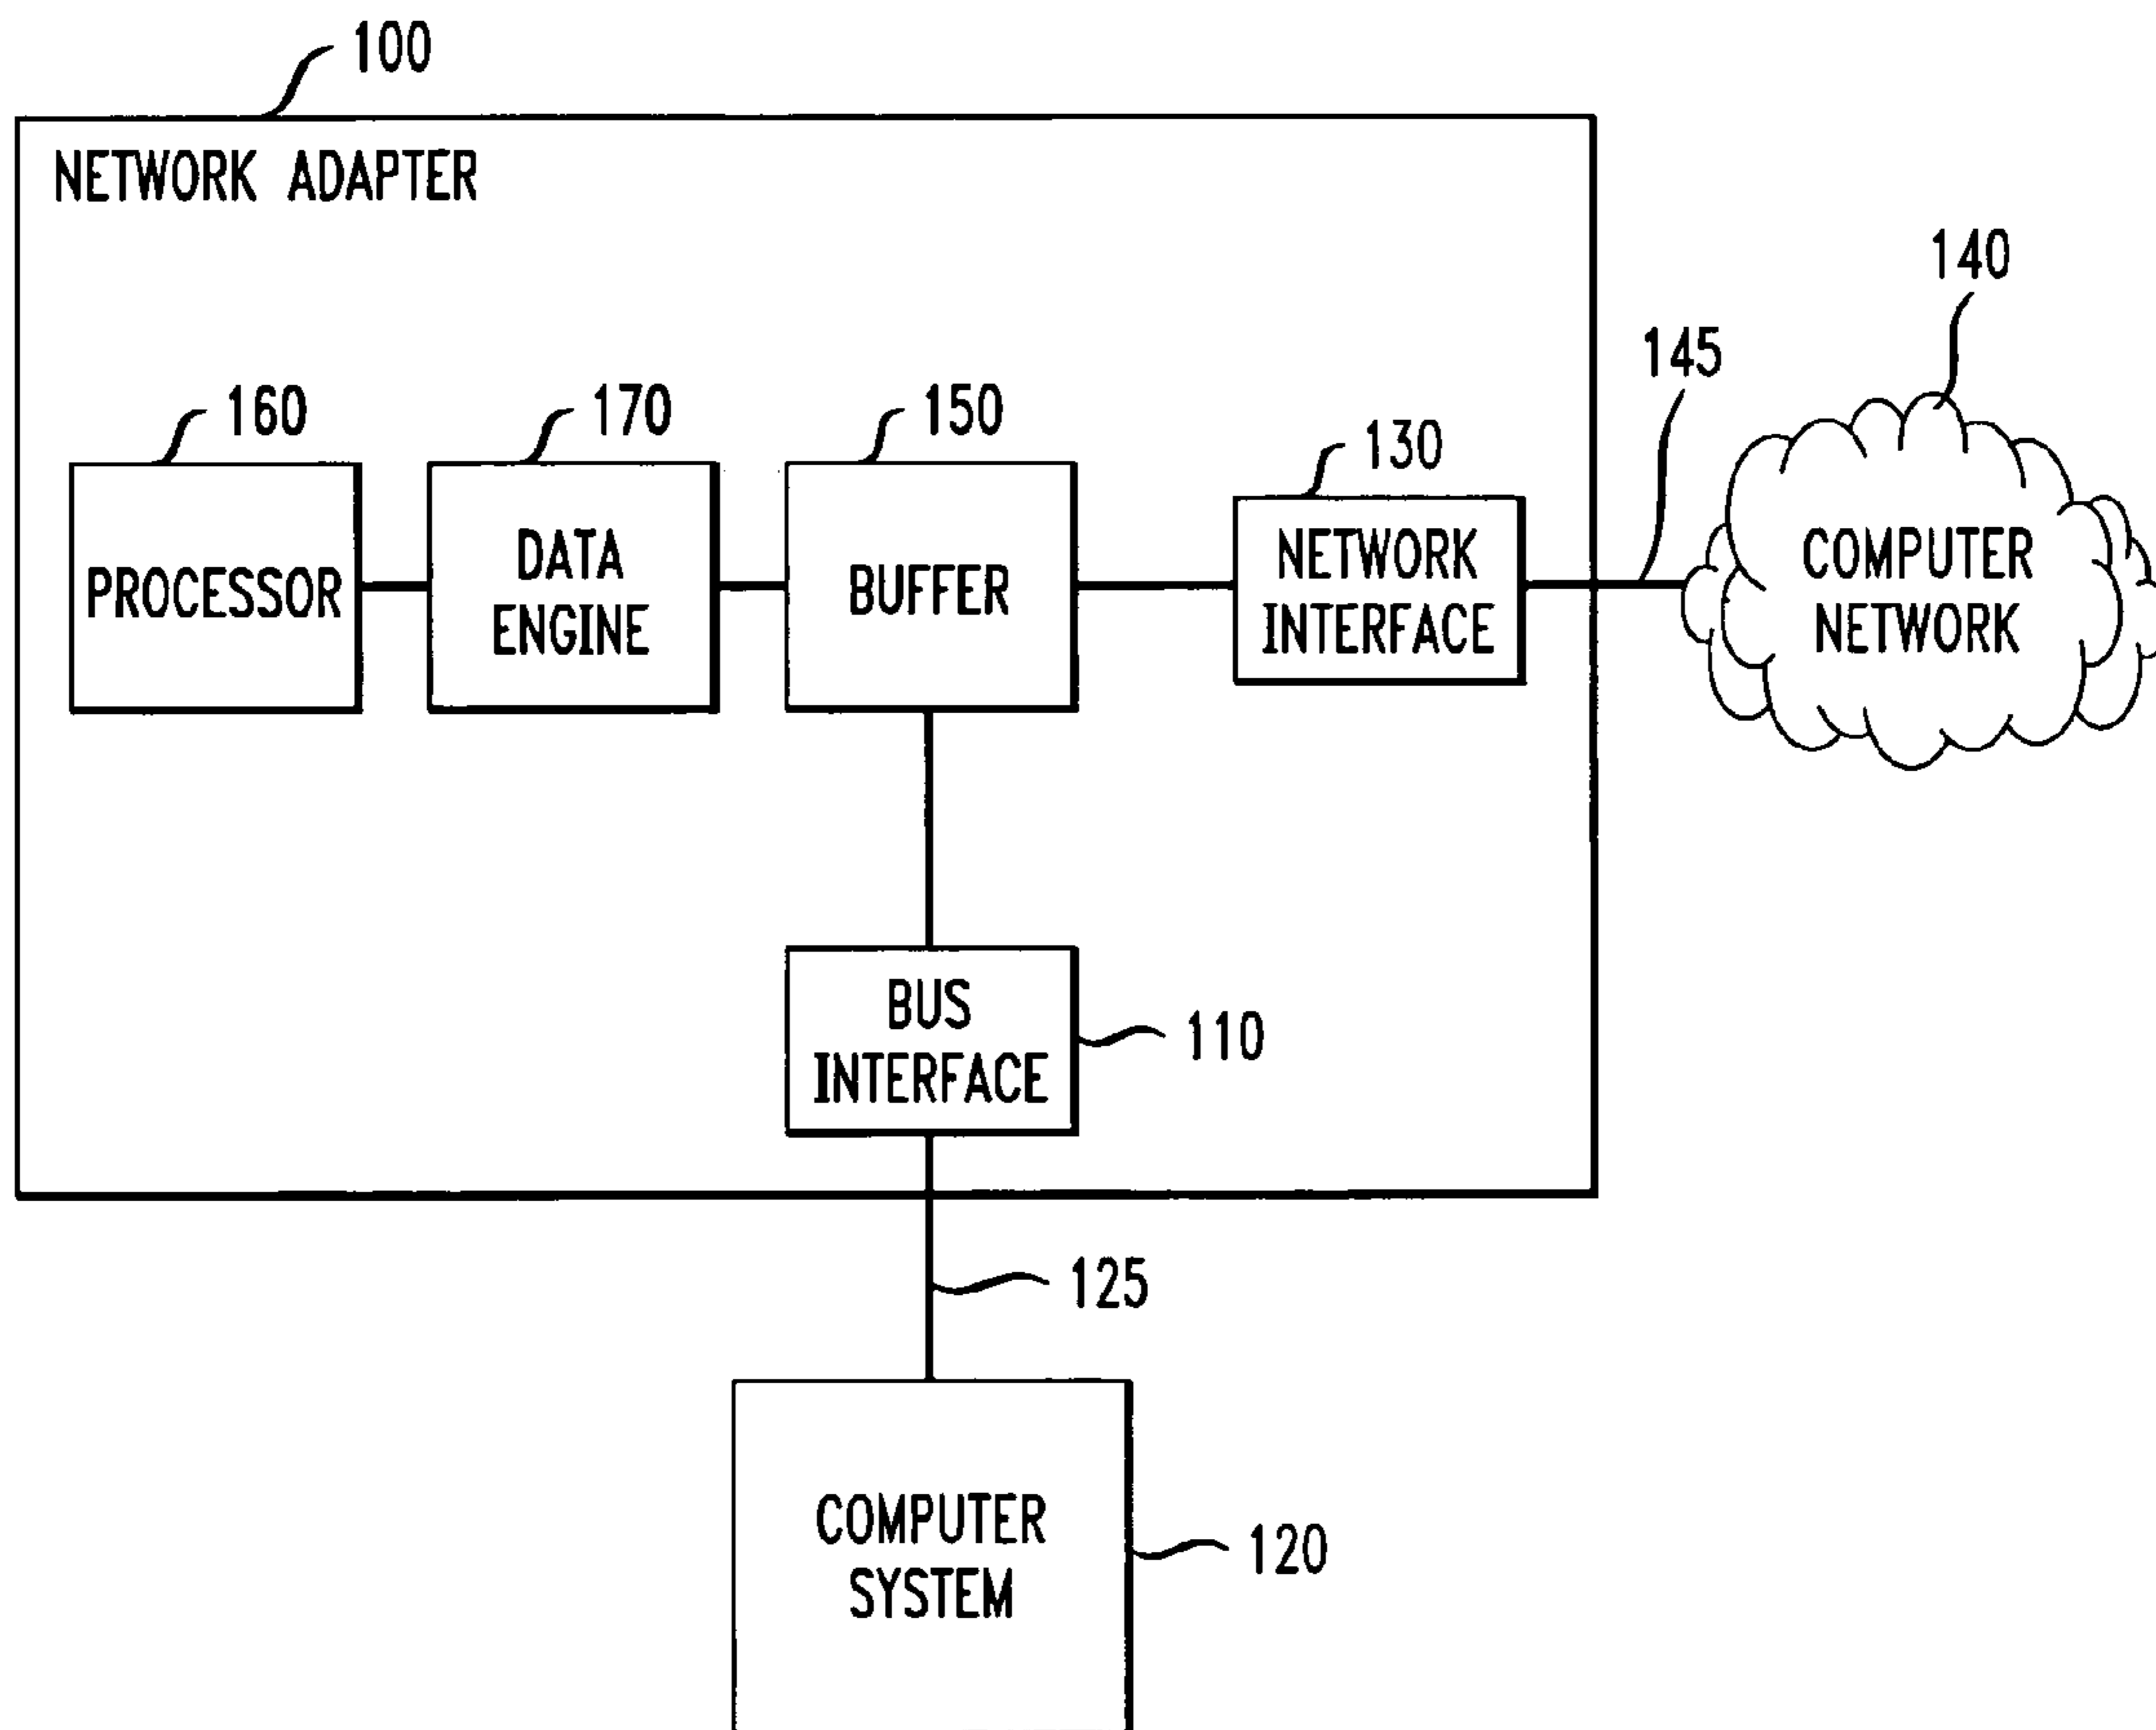 100
NETWORK ADAPTER
140
145
160
170
150
130
PROCESSOR
DATA
ENGINE
BUFFER
NETWORK
INTERFACE
COMPUTER
NETWORK
BUS
INTERFACE
110
125
COMPUTER
SYSTEM
120